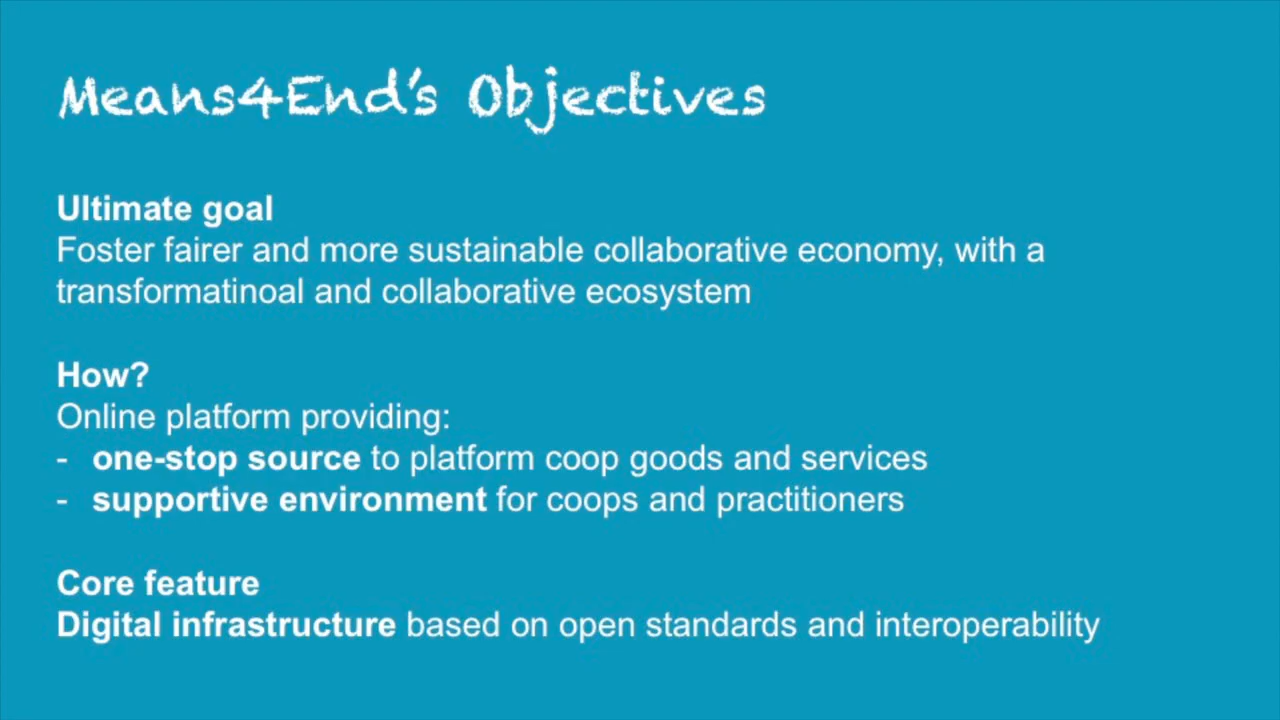 Means4End's Objectives
Ultimate goal
Foster fairer and more sustainable collaborative economy, with a
transformatinoal and collaborative ecosystem
How?
Online platform providing:
- one-stop source to platform coop goods and services
- supportive environment for coops and practitioners
Core feature
Digital infrastructure based on open standards and interoperability